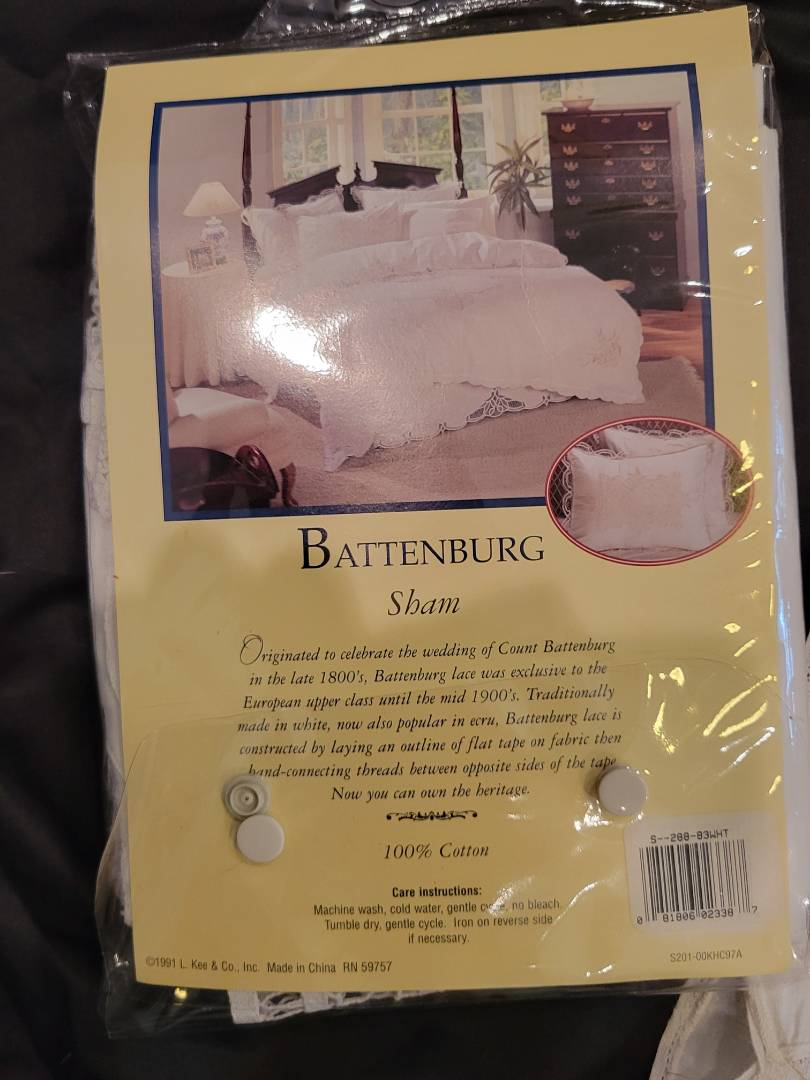 BATTENBURG
Sham
Originated to celebrate the wedding of Count Battenburg
in the late 1800's, Battenburg lace was exclusive to the
European upper class until the mid 1900's. Traditionally
made in white, now also popular in ecru, Battenburg lace is
constructed by laying an outline of flat tape on fabric then
hand-connecting threads between opposite sides of the tape.
Now you can own the heritage.
100% Cotton
Care instructions:
Machine wash, cold water, gentle cycle, no bleach.
Tumble dry, gentle cycle. Iron on reverse side
if necessary.
S--288-83WHT
0 81806 02338 7
©1991 L. Kee & Co., Inc. Made in China RN 59757
S201-00KHC97A